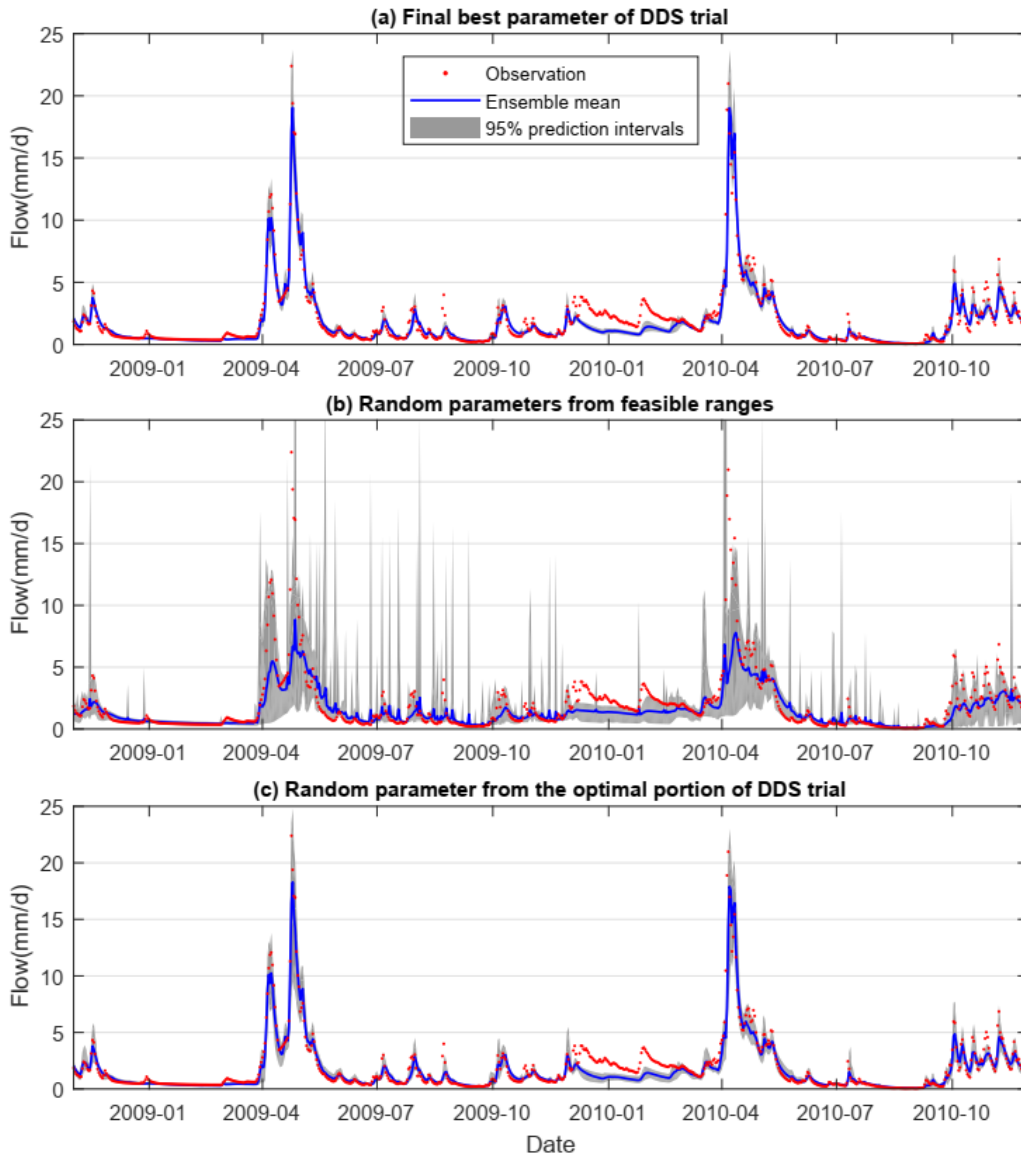 (a) Final best parameter of DDS trial
25
20
15
10
5
0
Flow(mm/d)
Observation
Ensemble mean
95% prediction intervals
2009-01 2009-04 2009-07 2009-10 2010-01 2010-04 2010-07 2010-10
(b) Random parameters from feasible ranges
25
20
15
10
5
0
Flow(mm/d)
2009-01 2009-04 2009-07 2009-10 2010-01 2010-04 2010-07 2010-10
(c) Random parameter from the optimal portion of DDS trial
25
20
15
10
5
0
Flow(mm/d)
2009-01 2009-04 2009-07 2009-10 2010-01 2010-04 2010-07 2010-10
Date